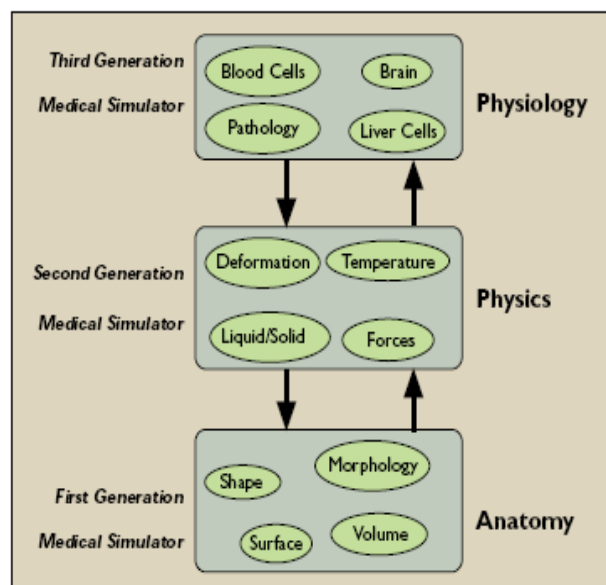 Third Generation
Medical Simulator
Blood Cells
Brain
Pathology
Liver Cells
Physiology
Second Generation
Medical Simulator
Deformation
Temperature
Liquid/Solid
Forces
Physics
First Generation
Medical Simulator
Shape
Morphology
Surface
Volume
Anatomy